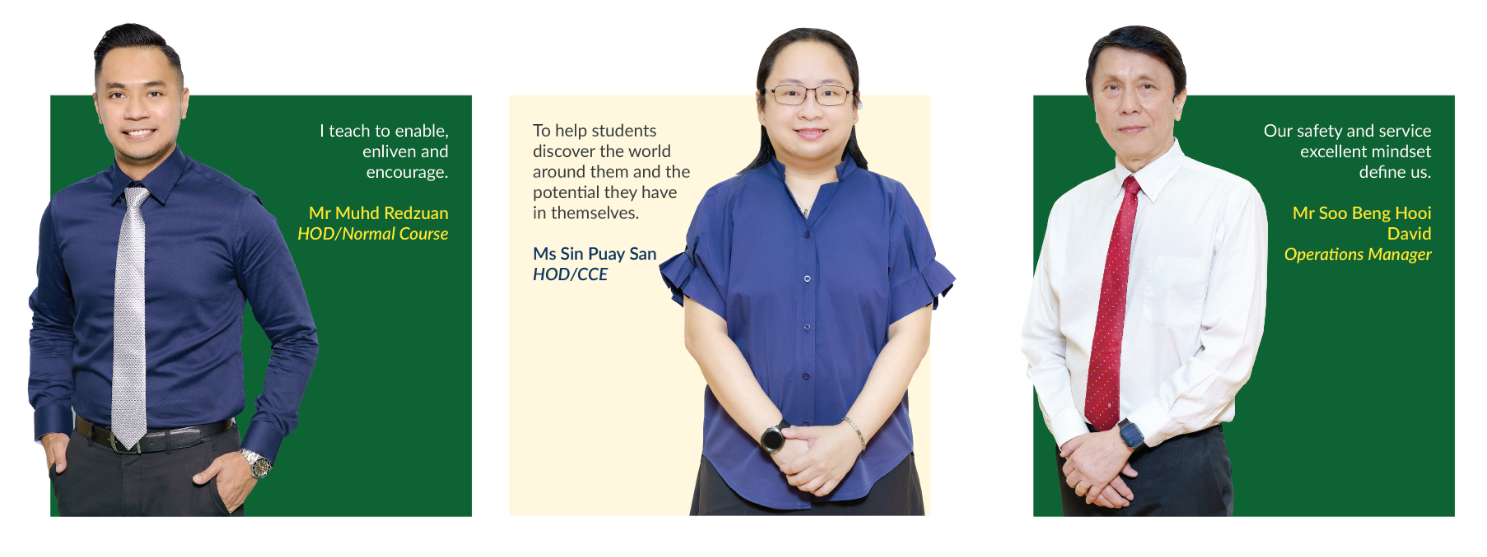 I teach to enable,
enliven and
encourage.
Mr Muhd Redzuan
HOD/Normal Course
To help students
discover the world
around them and the
potential they have
in themselves.
Ms Sin Puay San
HOD/CCE
Our safety and service
excellent mindset
define us.
Mr Soo Beng Hooi
David
Operations Manager